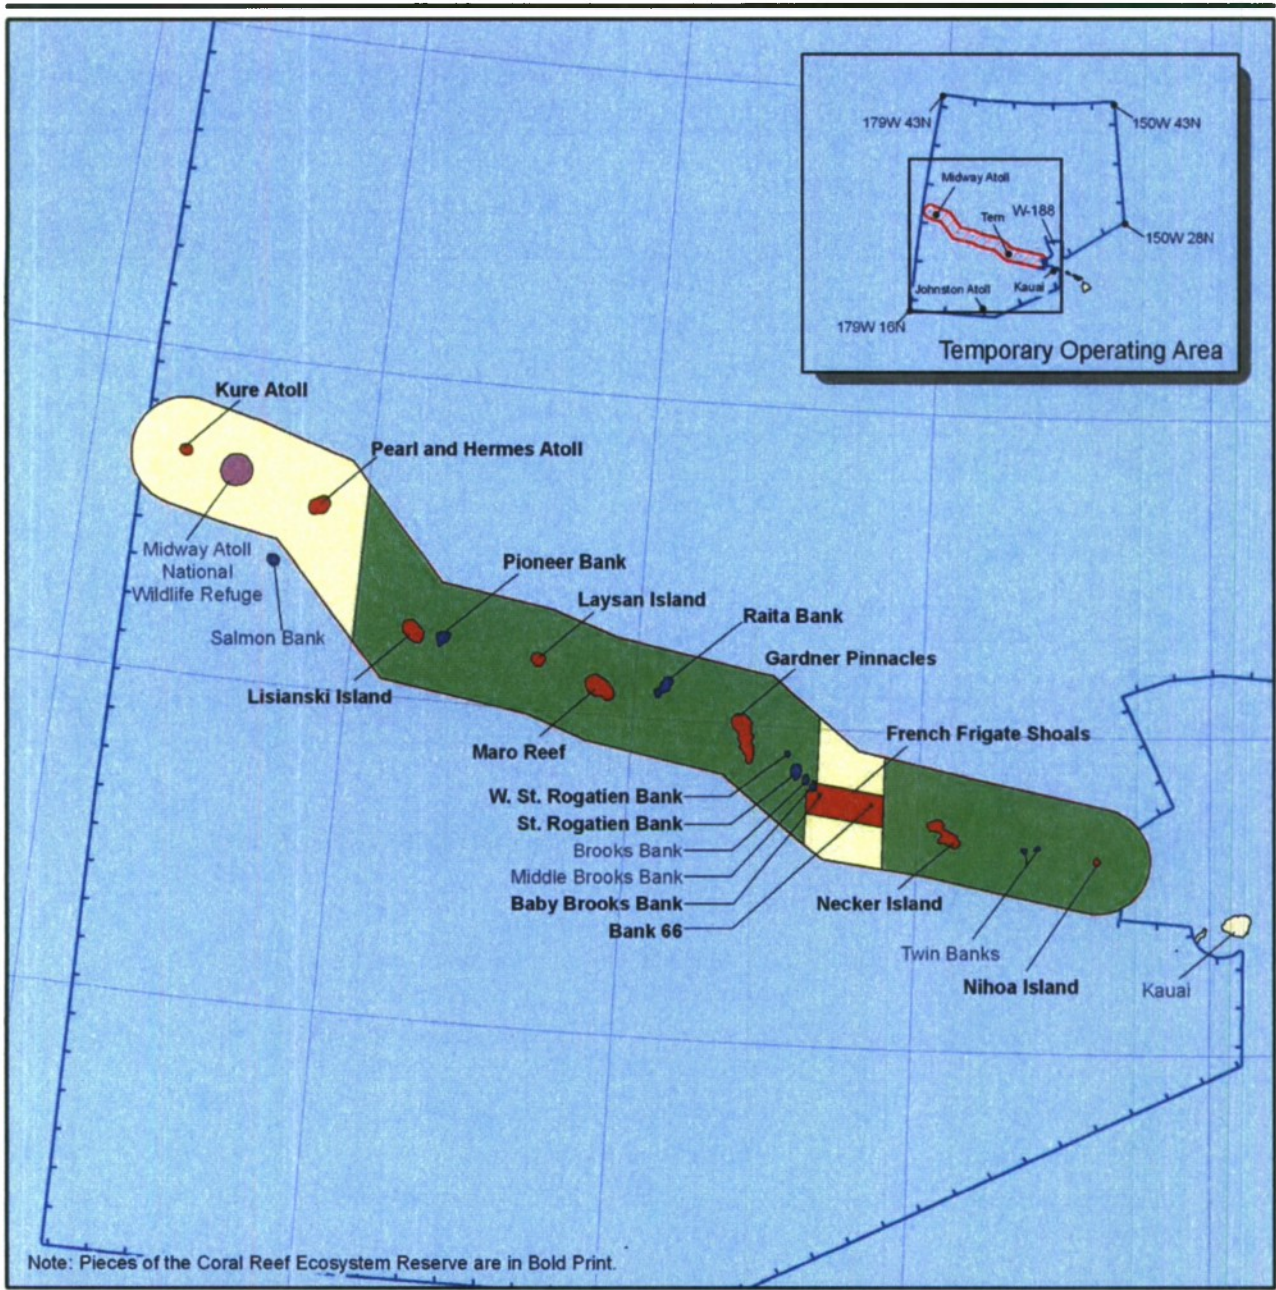 179W 43N
150W 43N
Midway Atoll
Tern
W-188
150W 28N
Johnston Atoll
Kauai
179W 16N
Temporary Operating Area
Kure Atoll
Pearl and Hermes Atoll
Midway Atoll
National
Wildlife Refuge
Salmon Bank
Pioneer Bank
Laysan Island
Raita Bank
Gardner Pinnacles
Lisianski Island
Maro Reef
French Frigate Shoals
W. St. Rogatien Bank
St. Rogatien Bank
Brooks Bank
Middle Brooks Bank
Baby Brooks Bank
Bank 66
Necker Island
Twin Banks
Nihoa Island
Kauai
Note: Pieces of the Coral Reef Ecosystem Reserve are in Bold Print.